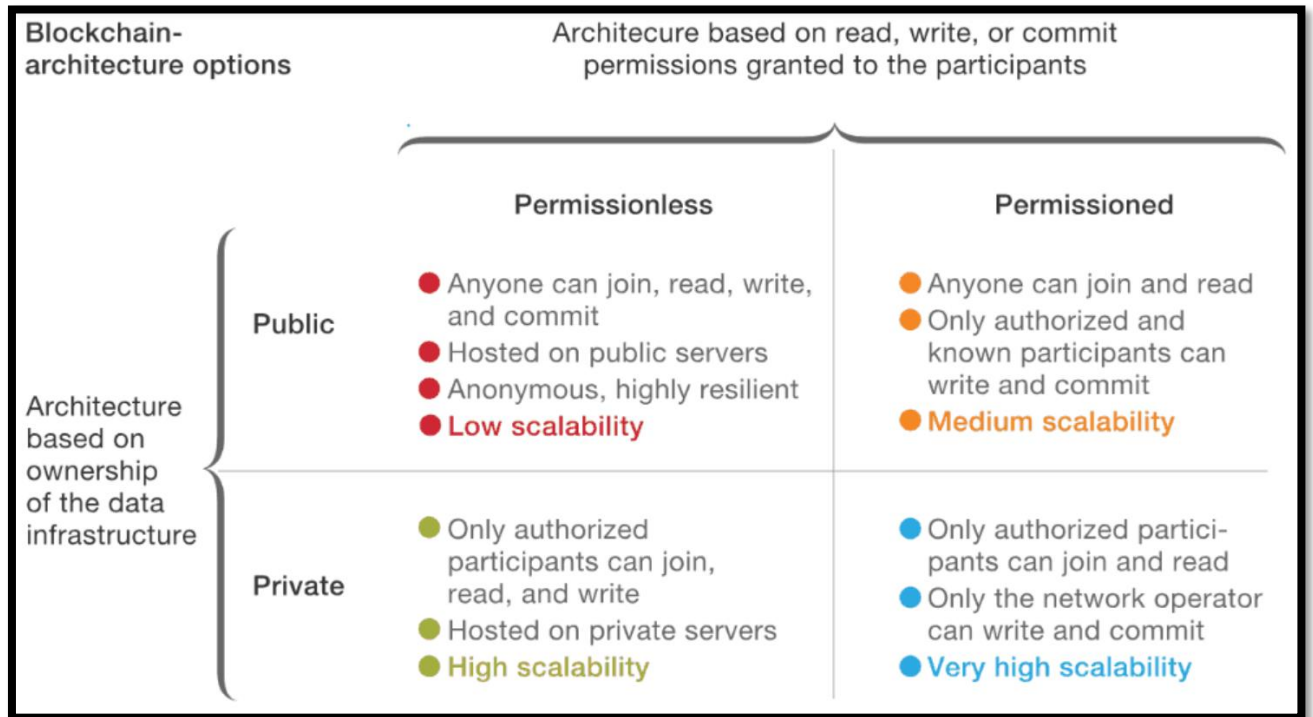 Blockchain-
architecture options
Architecure based on read, write, or commit
permissions granted to the participants
Permissionless
Permissioned
Architecture
based on
ownership
of the data
infrastructure
Public
Anyone can join, read, write,
and commit
Hosted on public servers
Anonymous, highly resilient
Low scalability
Anyone can join and read
Only authorized and
known participants can
write and commit
Medium scalability
Private
Only authorized
participants can join,
read, and write
Hosted on private servers
High scalability
Only authorized partici-
pants can join and read
Only the network operator
can write and commit
Very high scalability